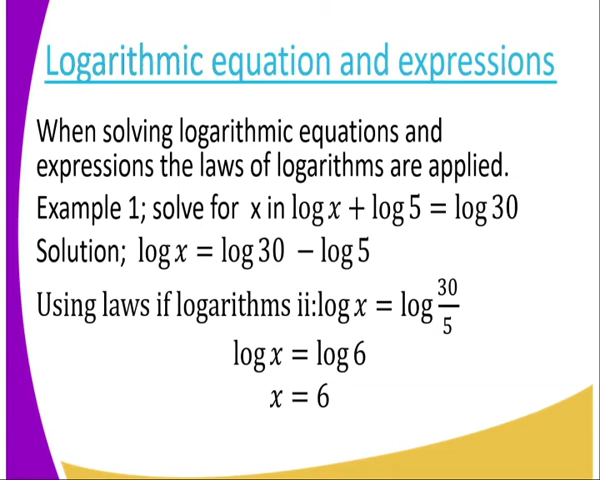 Logarithmic equation and expressions
When solving logarithmic equations and
expressions the laws of logarithms are applied.
Example 1; solve for x in log x + log 5 = log 30
Solution; log x = log 30 − log 5
Using laws if logarithms ii:log x = log 30/5
log x = log 6
x = 6